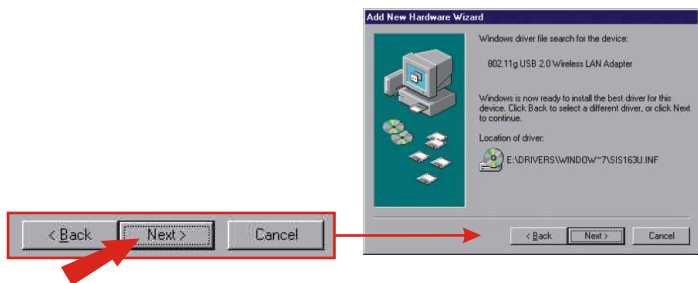 Add New Hardware Wizard
Windows driver file search for the device:
802.11g USB 2.0 Wireless LAN Adapter
Windows is now ready to install the best driver for this
device. Click Back to select a different driver, or click Next
to continue.
Location of driver:
E:\DRIVERS\WINDOW~7\SIS163U.INF
< Back Next > Cancel
< Back Next > Cancel